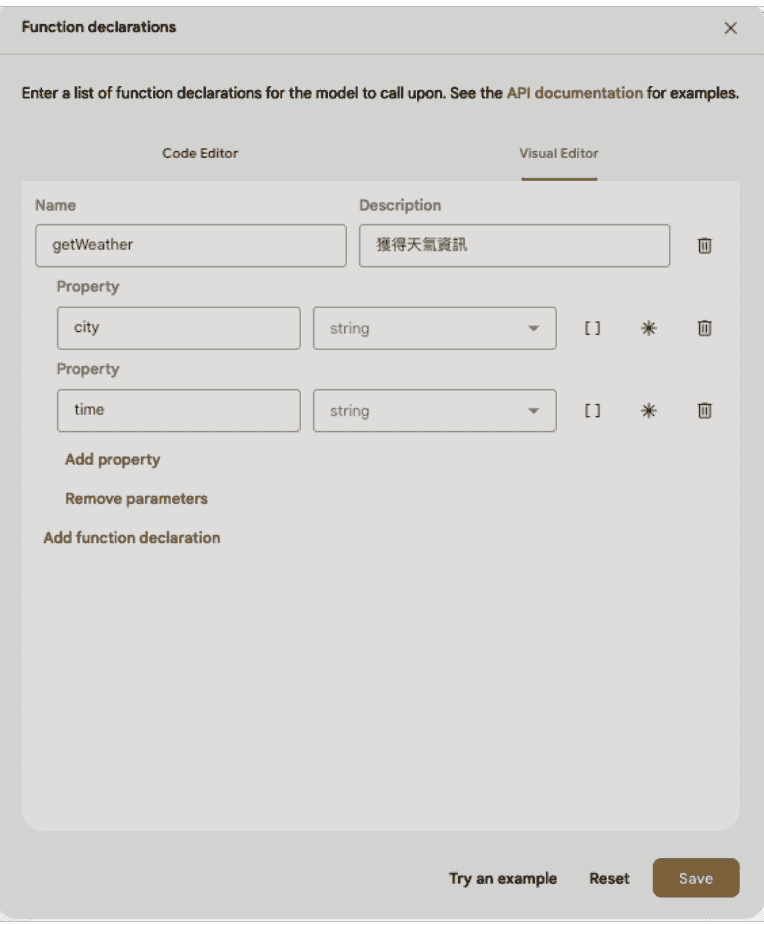 Function declarations
Enter a list of function declarations for the model to call upon. See the API documentation for examples.
Code Editor Visual Editor
Name Description
getWeather 獲得天氣資訊
Property
city string [ ]
Property
time string [ ]
Add property
Remove parameters
Add function declaration
Try an example Reset Save